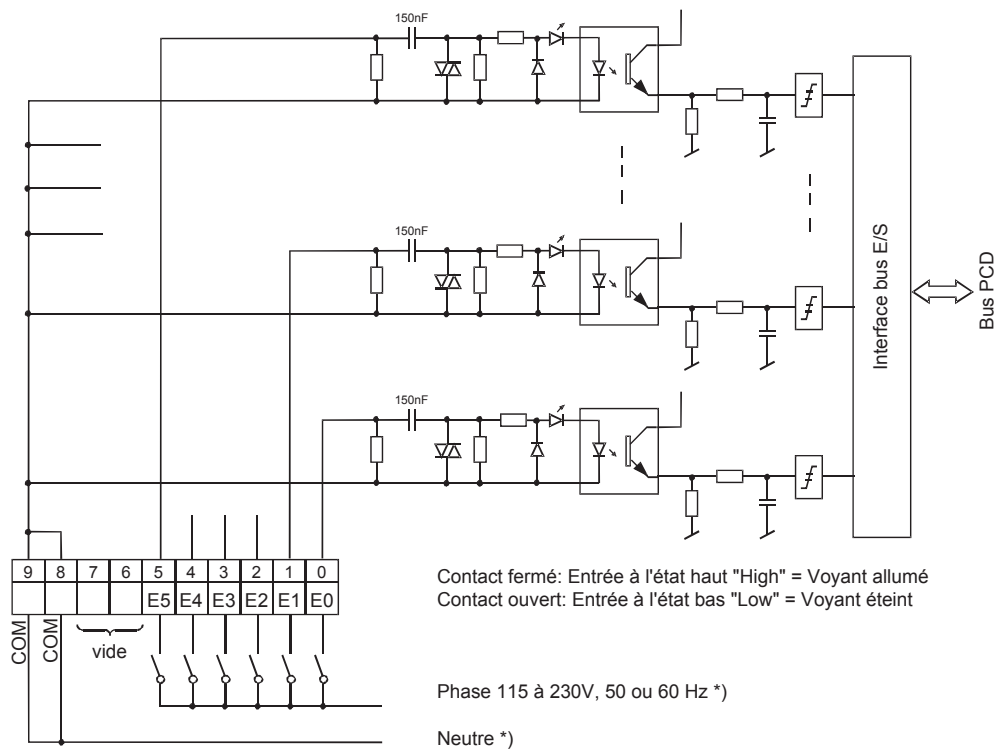 150nF
150nF
150nF
Interface bus E/S
Bus PCD
9 8 7 6 5 4 3 2 1 0
E5 E4 E3 E2 E1 E0
COM
COM
vide
Contact fermé: Entrée à l'état haut "High" = Voyant allumé
Contact ouvert: Entrée à l'état bas "Low" = Voyant éteint
Phase 115 à 230V, 50 ou 60 Hz *)
Neutre *)